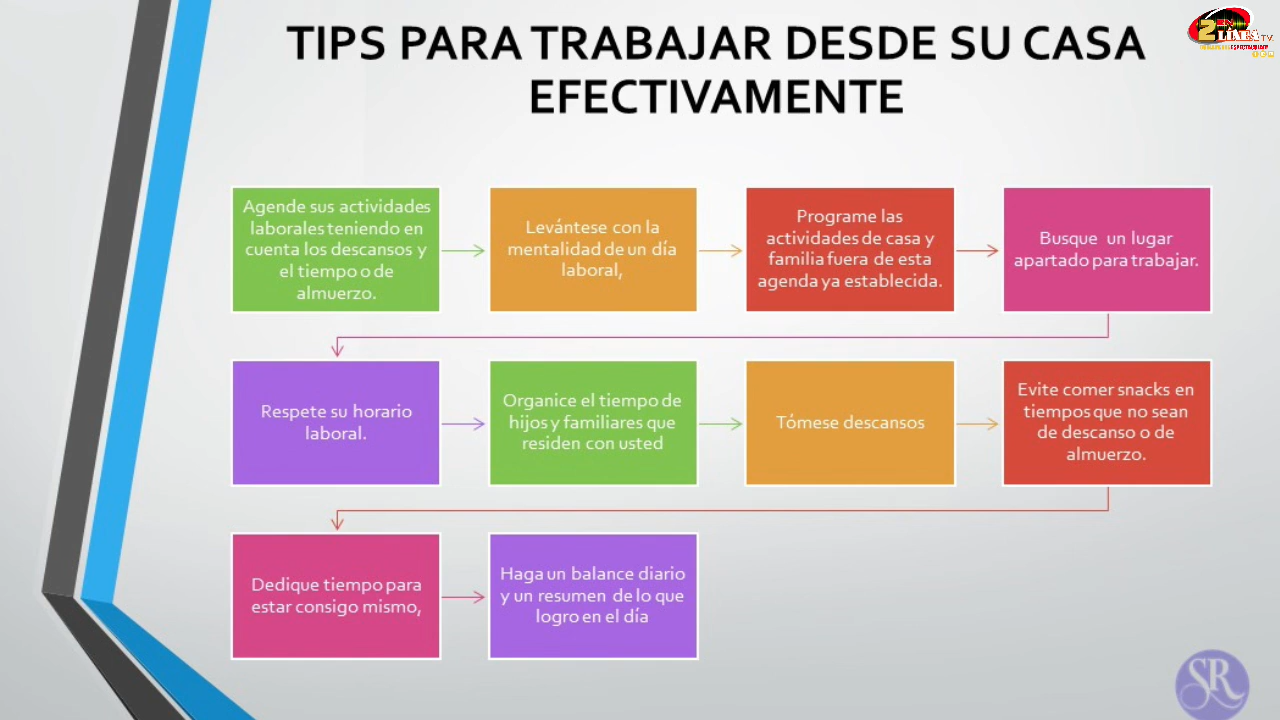 TIPS PARA TRABAJAR DESDE SU CASA
EFECTIVAMENTE
Agende sus actividades
laborales teniendo en
cuenta los descansos y
el tiempo o de
almuerzo.
Levántese con la
mentalidad de un día
laboral,
Programe las
actividades de casa y
familia fuera de esta
agenda ya establecida.
Busque un lugar
apartado para trabajar.
Respete su horario
laboral.
Organice el tiempo de
hijos y familiares que
residen con usted
Tómese descansos
Evite comer snacks en
tiempos que no sean
de descanso o de
almuerzo.
Dedique tiempo para
estar consigo mismo,
Haga un balance diario
y un resumen de lo que
logro en el día
2
EN
LINEA TV.
SR